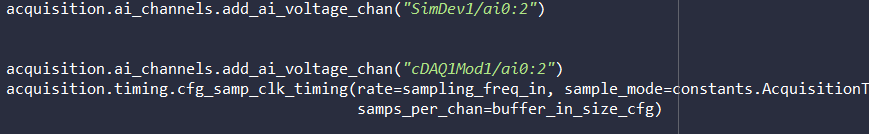 acquisition.ai_channels.add_ai_voltage_chan("SimDev1/ai0:2")
acquisition.ai_channels.add_ai_voltage_chan("cDAQ1Mod1/ai0:2")
acquisition.timing.cfg_samp_clk_timing(rate=sampling_freq_in, sample_mode=constants.AcquisitionT
samps_per_chan=buffer_in_size_cfg)